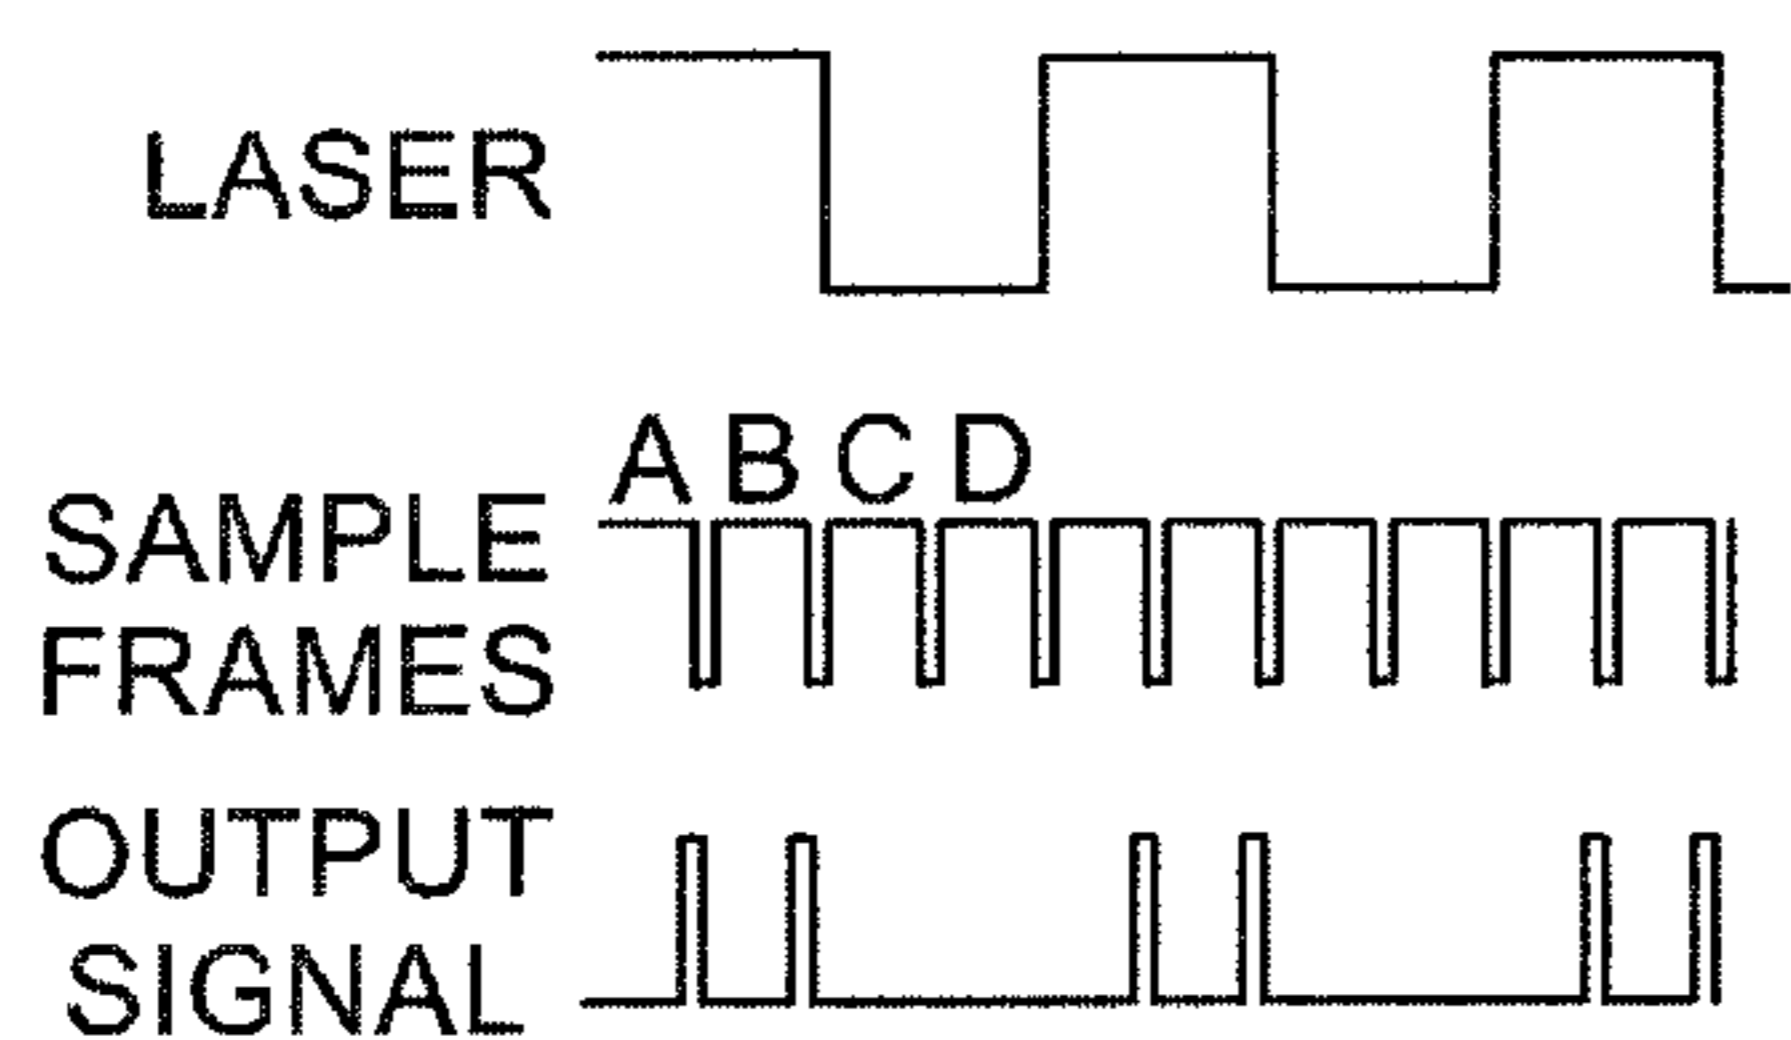 LASER
A B C D
SAMPLE
FRAMES
OUTPUT
SIGNAL